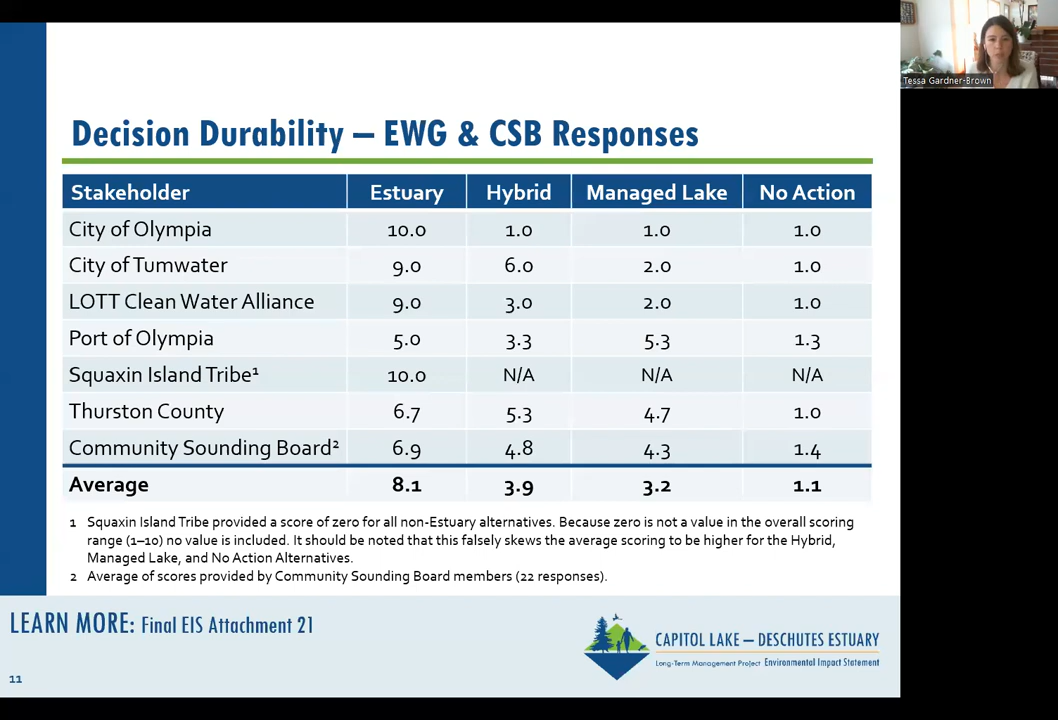 Tessa Gardner-Brown
Decision Durability – EWG & CSB Responses
Stakeholder Estuary Hybrid Managed Lake No Action
City of Olympia 10.0 1.0 1.0 1.0
City of Tumwater 9.0 6.0 2.0 1.0
LOTT Clean Water Alliance 9.0 3.0 2.0 1.0
Port of Olympia 5.0 3.3 5.3 1.3
Squaxin Island Tribe¹ 10.0 N/A N/A N/A
Thurston County 6.7 5.3 4.7 1.0
Community Sounding Board² 6.9 4.8 4.3 1.4
Average 8.1 3.9 3.2 1.1
1 Squaxin Island Tribe provided a score of zero for all non-Estuary alternatives. Because zero is not a value in the overall scoring
range (1–10) no value is included. It should be noted that this falsely skews the average scoring to be higher for the Hybrid,
Managed Lake, and No Action Alternatives.
2 Average of scores provided by Community Sounding Board members (22 responses).
LEARN MORE: Final EIS Attachment 21
CAPITOL LAKE – DESCHUTES ESTUARY
Long-Term Management Project Environmental Impact Statement
11